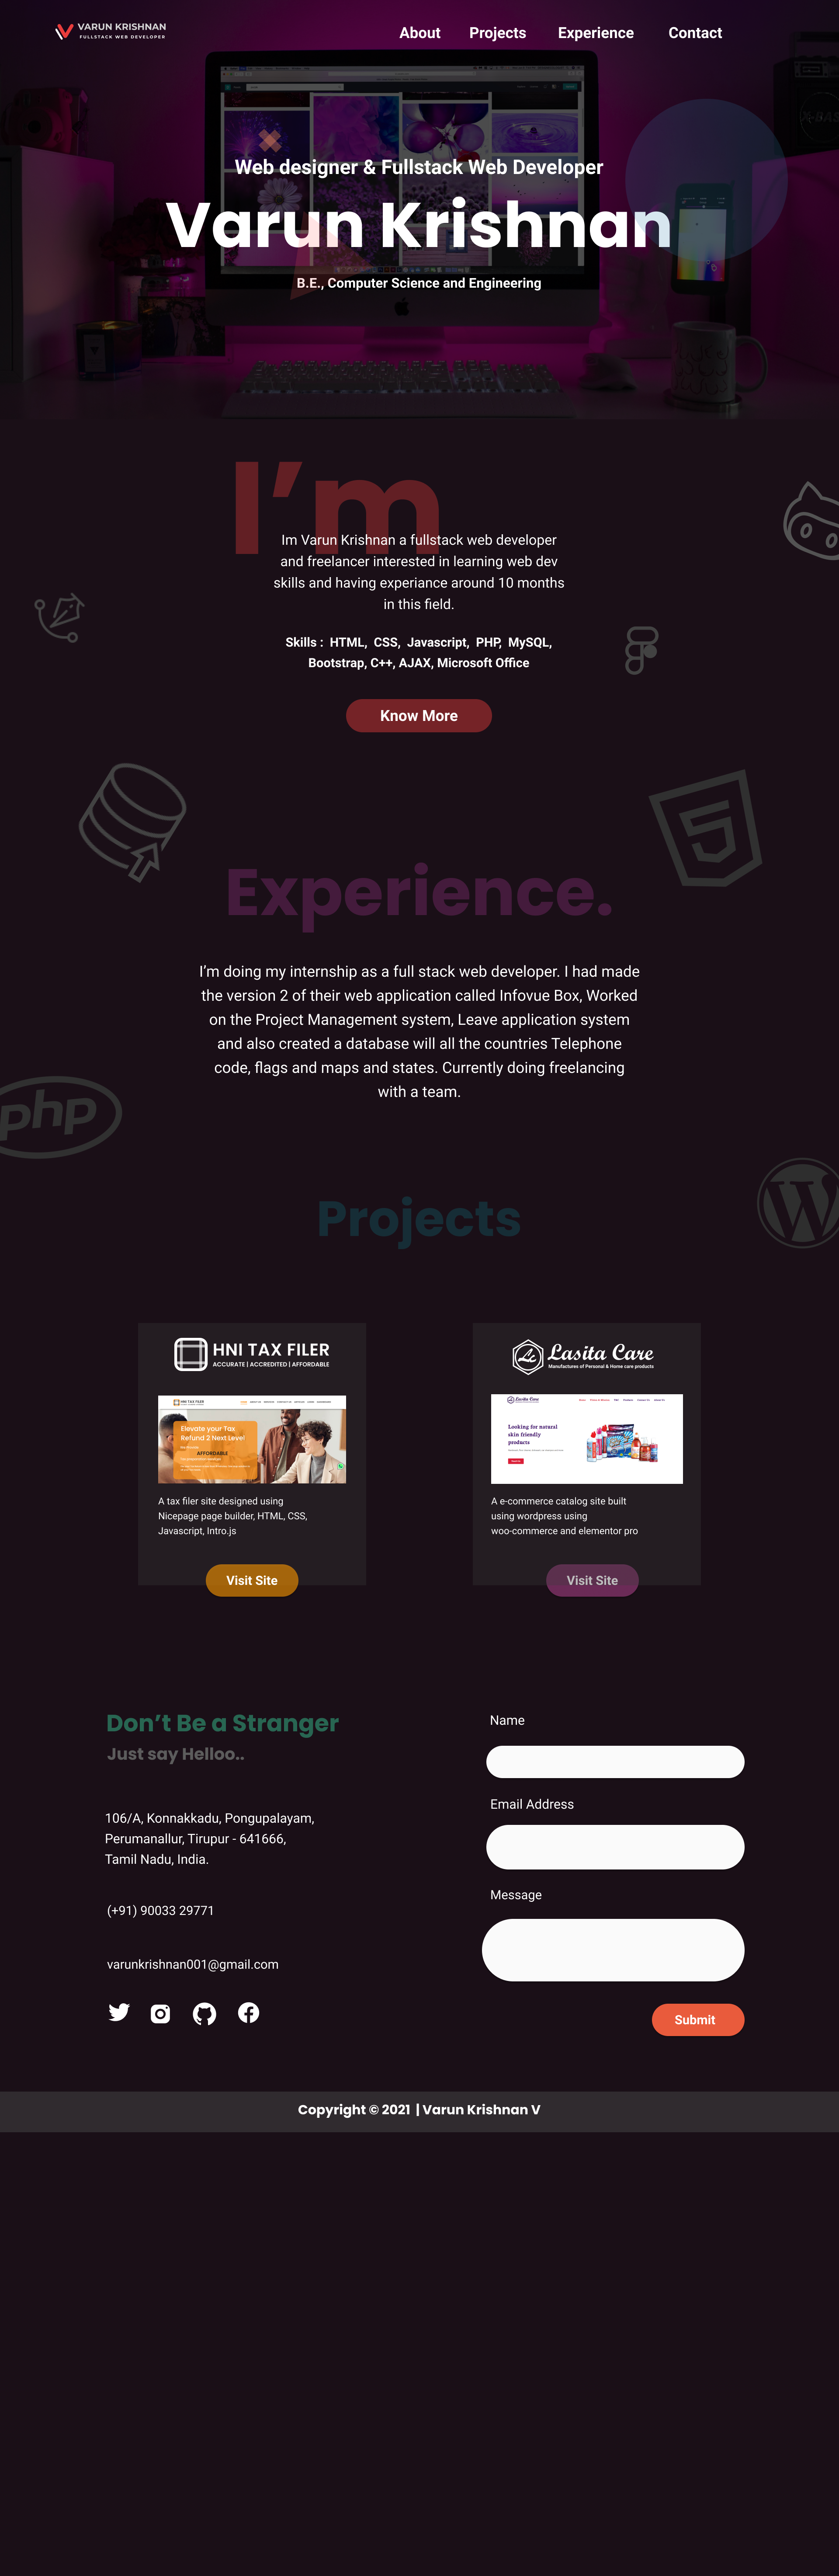 VARUN KRISHNAN
FULLSTACK WEB DEVELOPER
About Projects Experience Contact
Web designer & Fullstack Web Developer
Varun Krishnan
B.E., Computer Science and Engineering
I’m
Im Varun Krishnan a fullstack web developer
and freelancer interested in learning web dev
skills and having experiance around 10 months
in this field.
Skills : HTML, CSS, Javascript, PHP, MySQL,
Bootstrap, C++, AJAX, Microsoft Office
Know More
5
Experience.
I’m doing my internship as a full stack web developer. I had made
the version 2 of their web application called Infovue Box, Worked
on the Project Management system, Leave application system
and also created a database will all the countries Telephone
code, flags and maps and states. Currently doing freelancing
with a team.
php
W
Projects
HNI TAX FILER
ACCURATE | ACCREDITED | AFFORDABLE
HNI TAX FILER
Elevate your Tax
Refund 2 Next Level
AFFORDABLE
A tax filer site designed using
Nicepage page builder, HTML, CSS,
Javascript, Intro.js
Visit Site
Lc Lasita Care
Manufactures of Personal & Home care products
Lasita Care
Looking for natural
skin friendly
products
A e-commerce catalog site built
using wordpress using
woo-commerce and elementor pro
Visit Site
Don’t Be a Stranger
Just say Helloo..
106/A, Konnakkadu, Pongupalayam,
Perumanallur, Tirupur - 641666,
Tamil Nadu, India.
(+91) 90033 29771
varunkrishnan001@gmail.com
Name
Email Address
Message
Submit
Copyright © 2021 | Varun Krishnan V